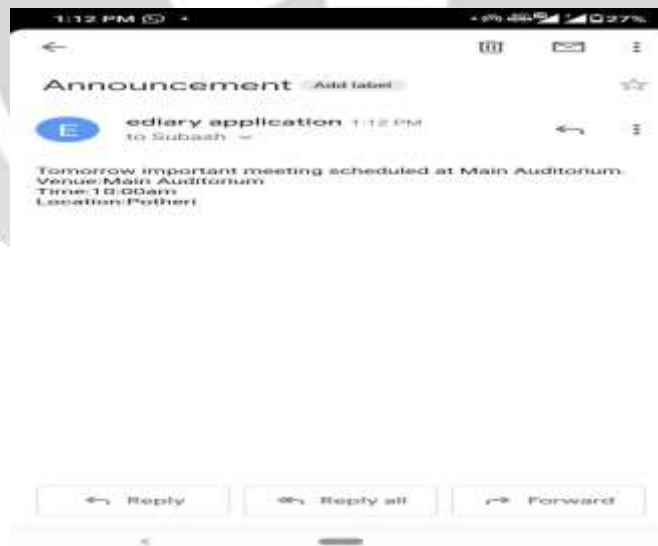 1:12 PM
27%
Announcement Add label
E
ediary application 1:12 PM
to Subash
Tomorrow important meeting scheduled at Main Auditorium.
Venue:Main Auditorium
Time:10:00am
Location:Potheri
Reply
Reply all
Forward